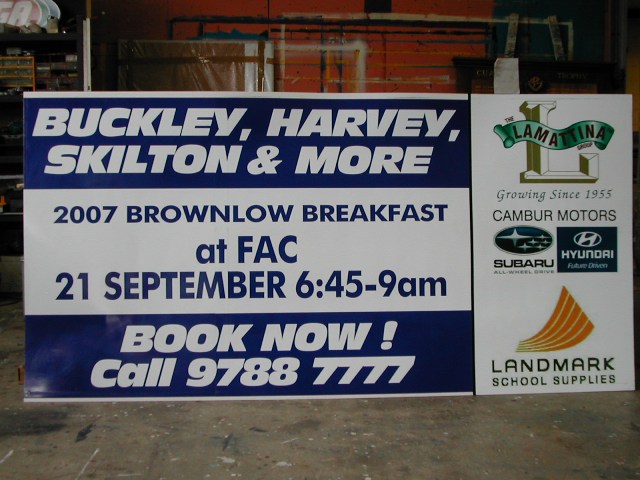 BUCKLEY, HARVEY,
SKILTON & MORE
2007 BROWNLOW BREAKFAST
at FAC
21 SEPTEMBER 6:45-9am
BOOK NOW !
Call 9788 7777
THE
LAMATTINA
GROUP
L
Growing Since 1955
CAMBUR MOTORS
SUBARU
ALL-WHEEL DRIVE
HYUNDAI
Future Driven
LANDMARK
SCHOOL SUPPLIES